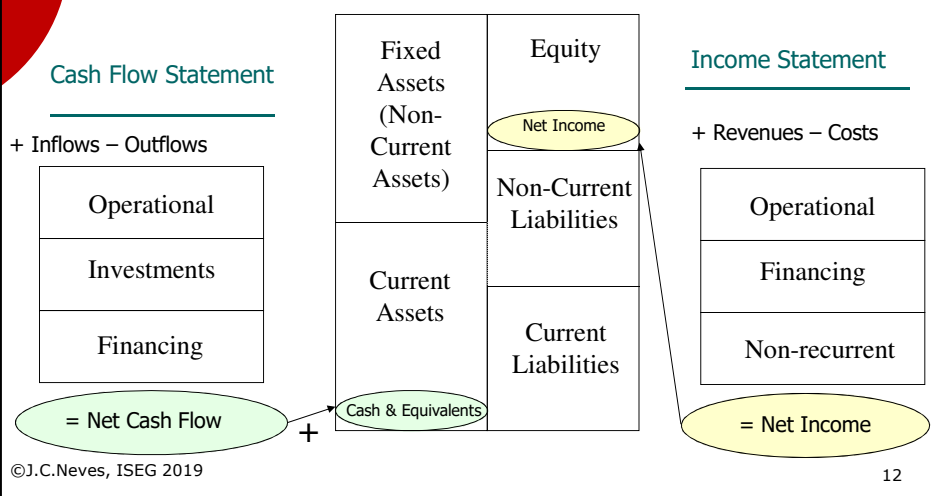 Cash Flow Statement
+ Inflows – Outflows
Operational
Investments
Financing
= Net Cash Flow
+
Fixed
Assets
(Non-
Current
Assets)
Current
Assets
Cash & Equivalents
Equity
Net Income
Non-Current
Liabilities
Current
Liabilities
Income Statement
+ Revenues – Costs
Operational
Financing
Non-recurrent
= Net Income
©J.C.Neves, ISEG 2019
12